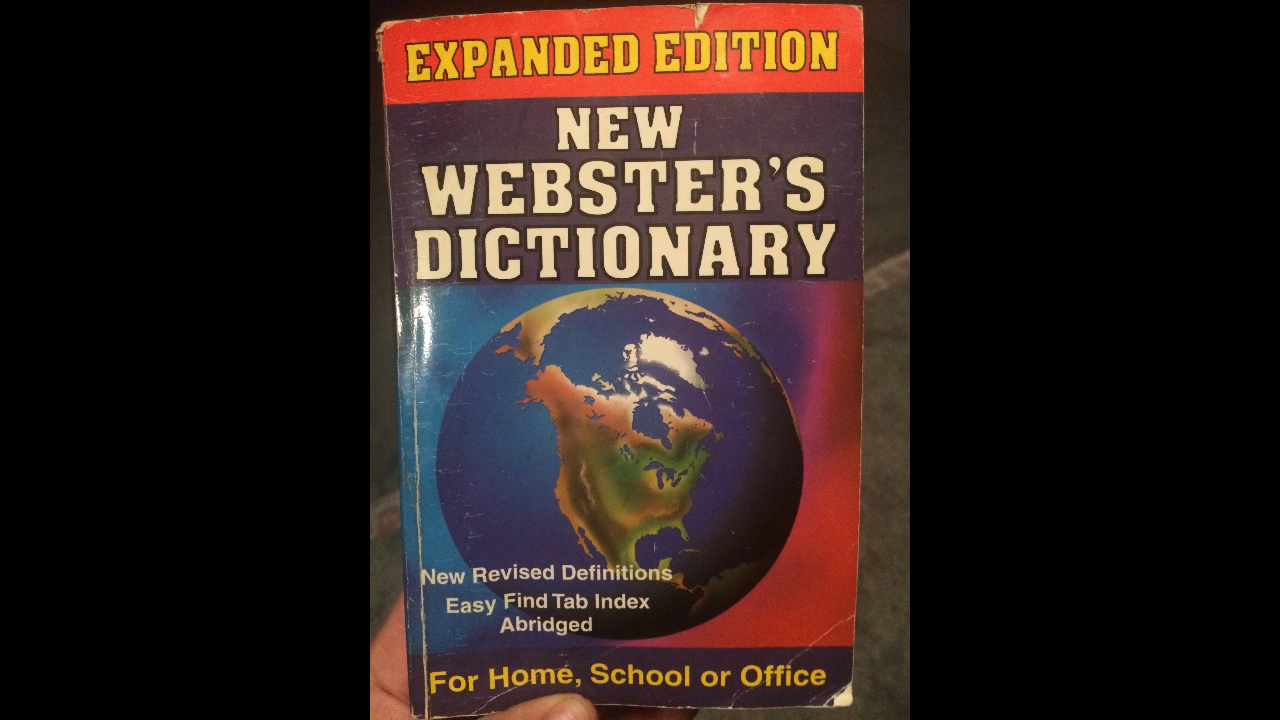 EXPANDED EDITION
NEW
WEBSTER'S
DICTIONARY
New Revised Definitions
Easy Find Tab Index
Abridged
For Home, School or Office